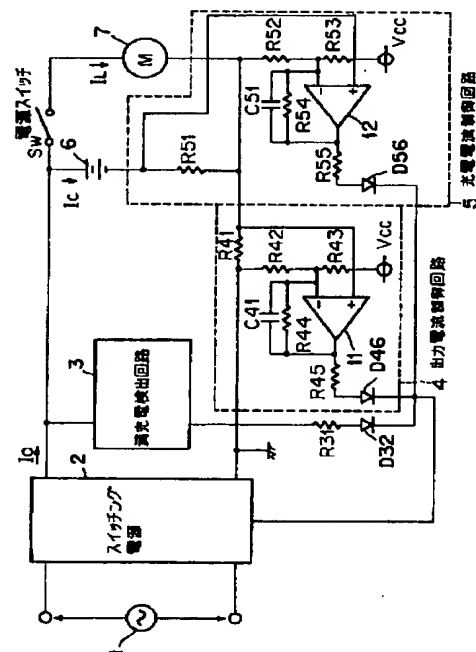 電源スイッチ
SW
7
M
IL
Io
6
Ic
3
満充電検出回路
2
スイッチング
電源
1
R51
R52
R53
C51
R54
R55
12
Vcc
D56
5 充電電流制御回路
R41
R42
R43
C41
R44
R45
11
Vcc
D46
4 出力電流制御回路
R31
D32